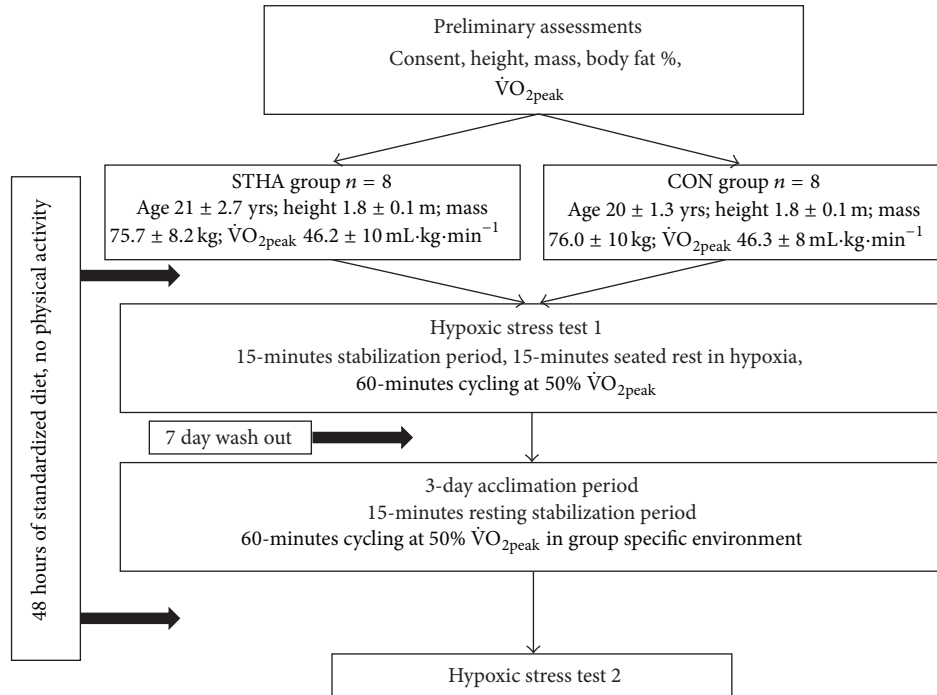 Preliminary assessments
Consent, height, mass, body fat %,
V̇O₂peak
STHA group n = 8
Age 21 ± 2.7 yrs; height 1.8 ± 0.1 m; mass
75.7 ± 8.2 kg; V̇O₂peak 46.2 ± 10 mL·kg·min⁻¹
CON group n = 8
Age 20 ± 1.3 yrs; height 1.8 ± 0.1 m; mass
76.0 ± 10 kg; V̇O₂peak 46.3 ± 8 mL·kg·min⁻¹
48 hours of standardized diet, no physical activity
Hypoxic stress test 1
15-minutes stabilization period, 15-minutes seated rest in hypoxia,
60-minutes cycling at 50% V̇O₂peak
7 day wash out
3-day acclimation period
15-minutes resting stabilization period
60-minutes cycling at 50% V̇O₂peak in group specific environment
Hypoxic stress test 2